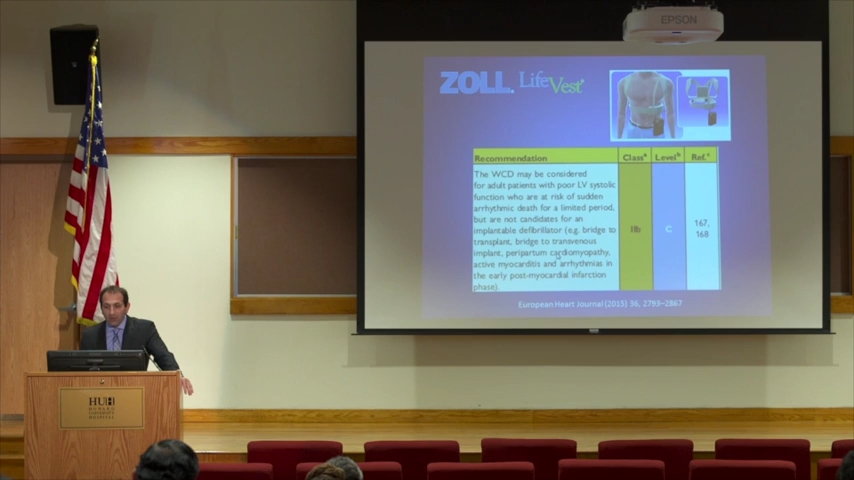 EPSON
ZOLL. LifeVest
Recommendation Classᵃ Levelᵇ Ref.ᶜ
The WCD may be considered
for adult patients with poor LV systolic
function who are at risk of sudden
arrhythmic death for a limited period,
but are not candidates for an
implantable defibrillator (e.g. bridge to
transplant, bridge to transvenous
implant, peripartum cardiomyopathy,
active myocarditis and arrhythmias in
the early post-myocardial infarction
phase).
IIb
C
167,
168
European Heart Journal (2015) 36, 2793–2867
HUH
HOWARD
UNIVERSITY
HOSPITAL